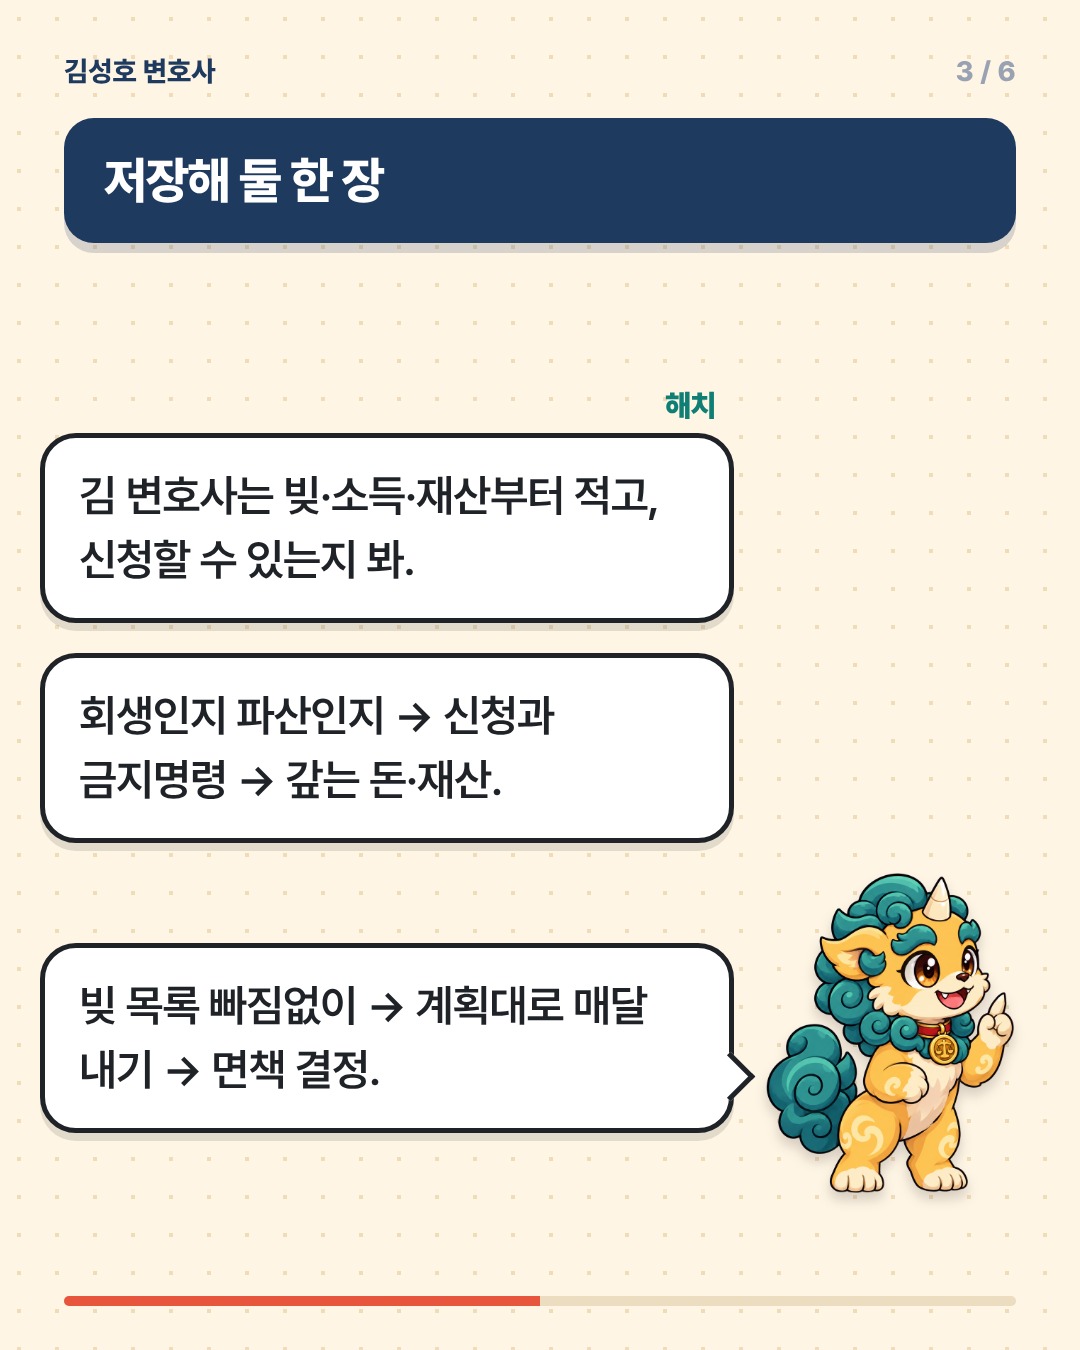 김성호 변호사
3 / 6
저장해 둘 한 장
해치
김 변호사는 빚·소득·재산부터 적고,
신청할 수 있는지 봐.
회생인지 파산인지 → 신청과
금지명령 → 갚는 돈·재산.
빚 목록 빠짐없이 → 계획대로 매달
내기 → 면책 결정.